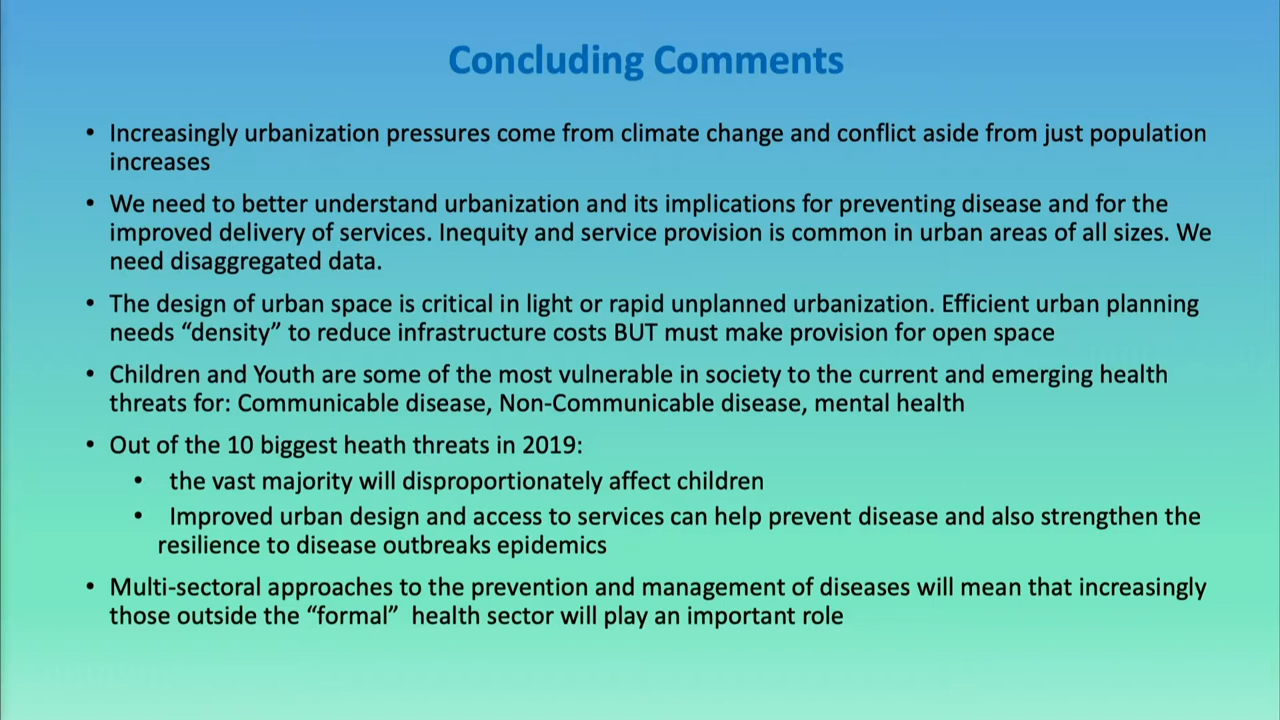 Concluding Comments
• Increasingly urbanization pressures come from climate change and conflict aside from just population
increases
• We need to better understand urbanization and its implications for preventing disease and for the
improved delivery of services. Inequity and service provision is common in urban areas of all sizes. We
need disaggregated data.
• The design of urban space is critical in light or rapid unplanned urbanization. Efficient urban planning
needs “density” to reduce infrastructure costs BUT must make provision for open space
• Children and Youth are some of the most vulnerable in society to the current and emerging health
threats for: Communicable disease, Non-Communicable disease, mental health
• Out of the 10 biggest heath threats in 2019:
• the vast majority will disproportionately affect children
• Improved urban design and access to services can help prevent disease and also strengthen the
resilience to disease outbreaks epidemics
• Multi-sectoral approaches to the prevention and management of diseases will mean that increasingly
those outside the “formal” health sector will play an important role